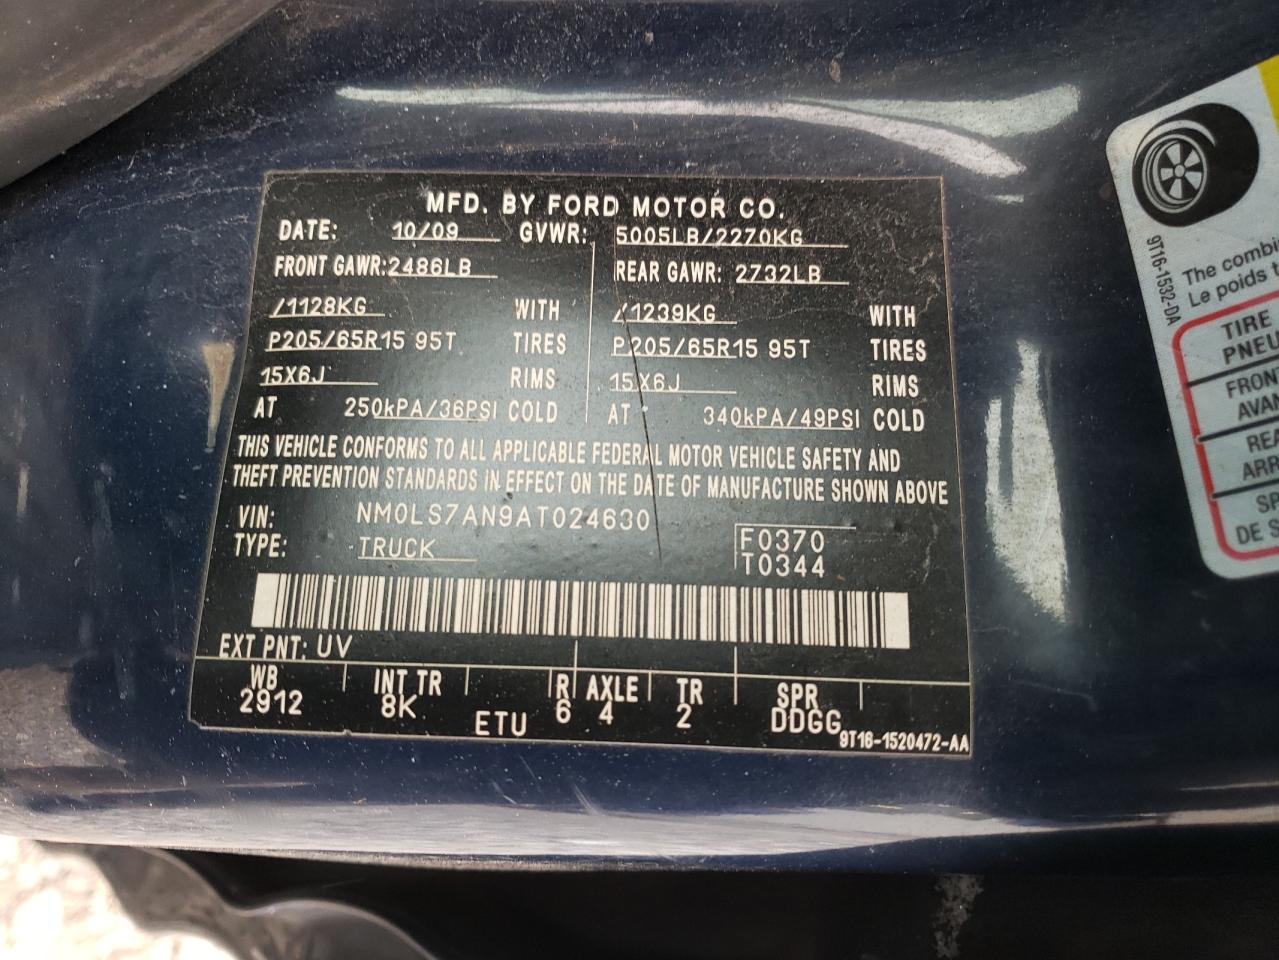 MFD. BY FORD MOTOR CO.
DATE: 10/09 GVWR: 5005LB/2270KG
FRONT GAWR:2486LB REAR GAWR: 2732LB
/1128KG WITH /1239KG WITH
P205/65R15 95T TIRES P205/65R15 95T TIRES
15X6J RIMS 15X6J RIMS
AT 250kPA/36PSI COLD AT 340kPA/49PSI COLD
THIS VEHICLE CONFORMS TO ALL APPLICABLE FEDERAL MOTOR VEHICLE SAFETY AND
THEFT PREVENTION STANDARDS IN EFFECT ON THE DATE OF MANUFACTURE SHOWN ABOVE
VIN: NM0LS7AN9AT024630
TYPE: TRUCK
F0370
T0344
EXT PNT: UV
WB INT TR R AXLE TR SPR
2912 8K ETU 6 4 2 DDGG
9T16-1520472-AA
9T16-1532-DA
The combi
Le poids t
TIRE
PNEU
FRONT
AVAN
REA
ARR
SP
DE S